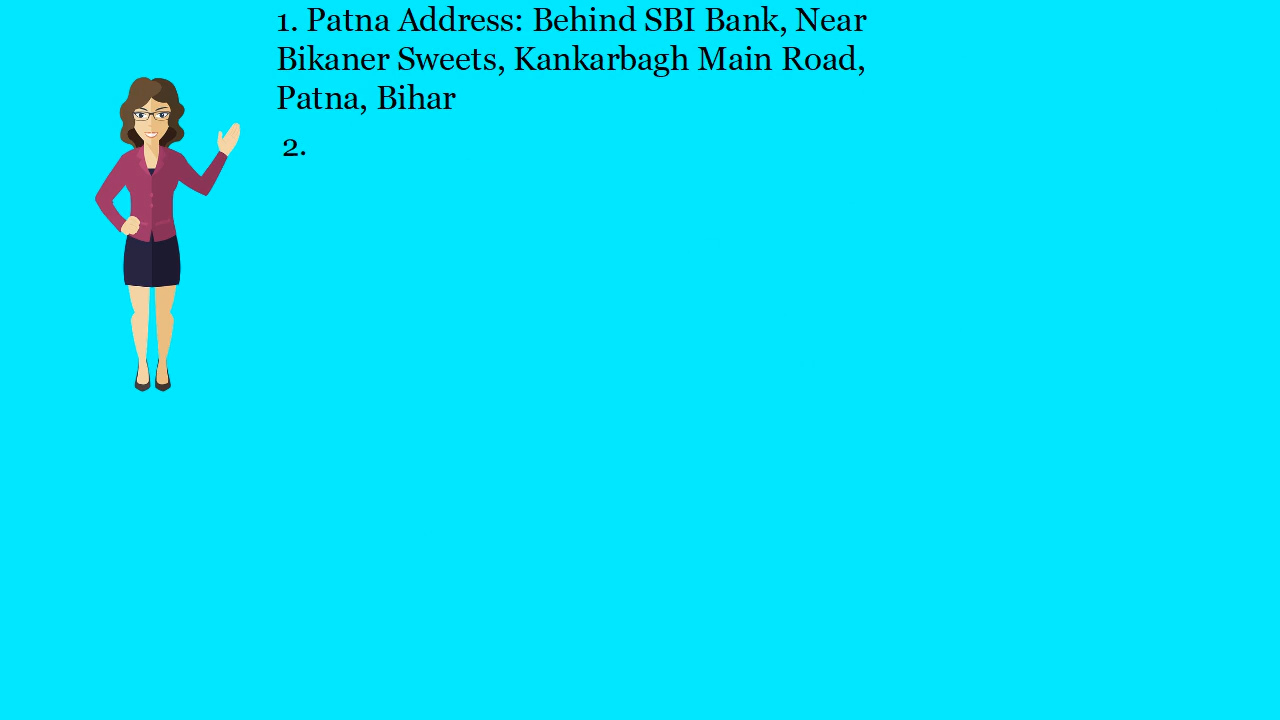 1. Patna Address: Behind SBI Bank, Near
Bikaner Sweets, Kankarbagh Main Road,
Patna, Bihar
2.